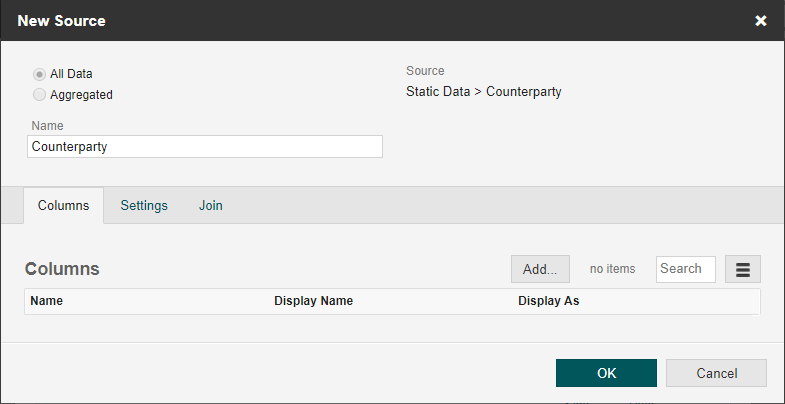 New Source
All Data
Aggregated
Source
Static Data > Counterparty
Name
Counterparty
Columns Settings Join
Columns Add... no items Search
Name Display Name Display As
OK Cancel